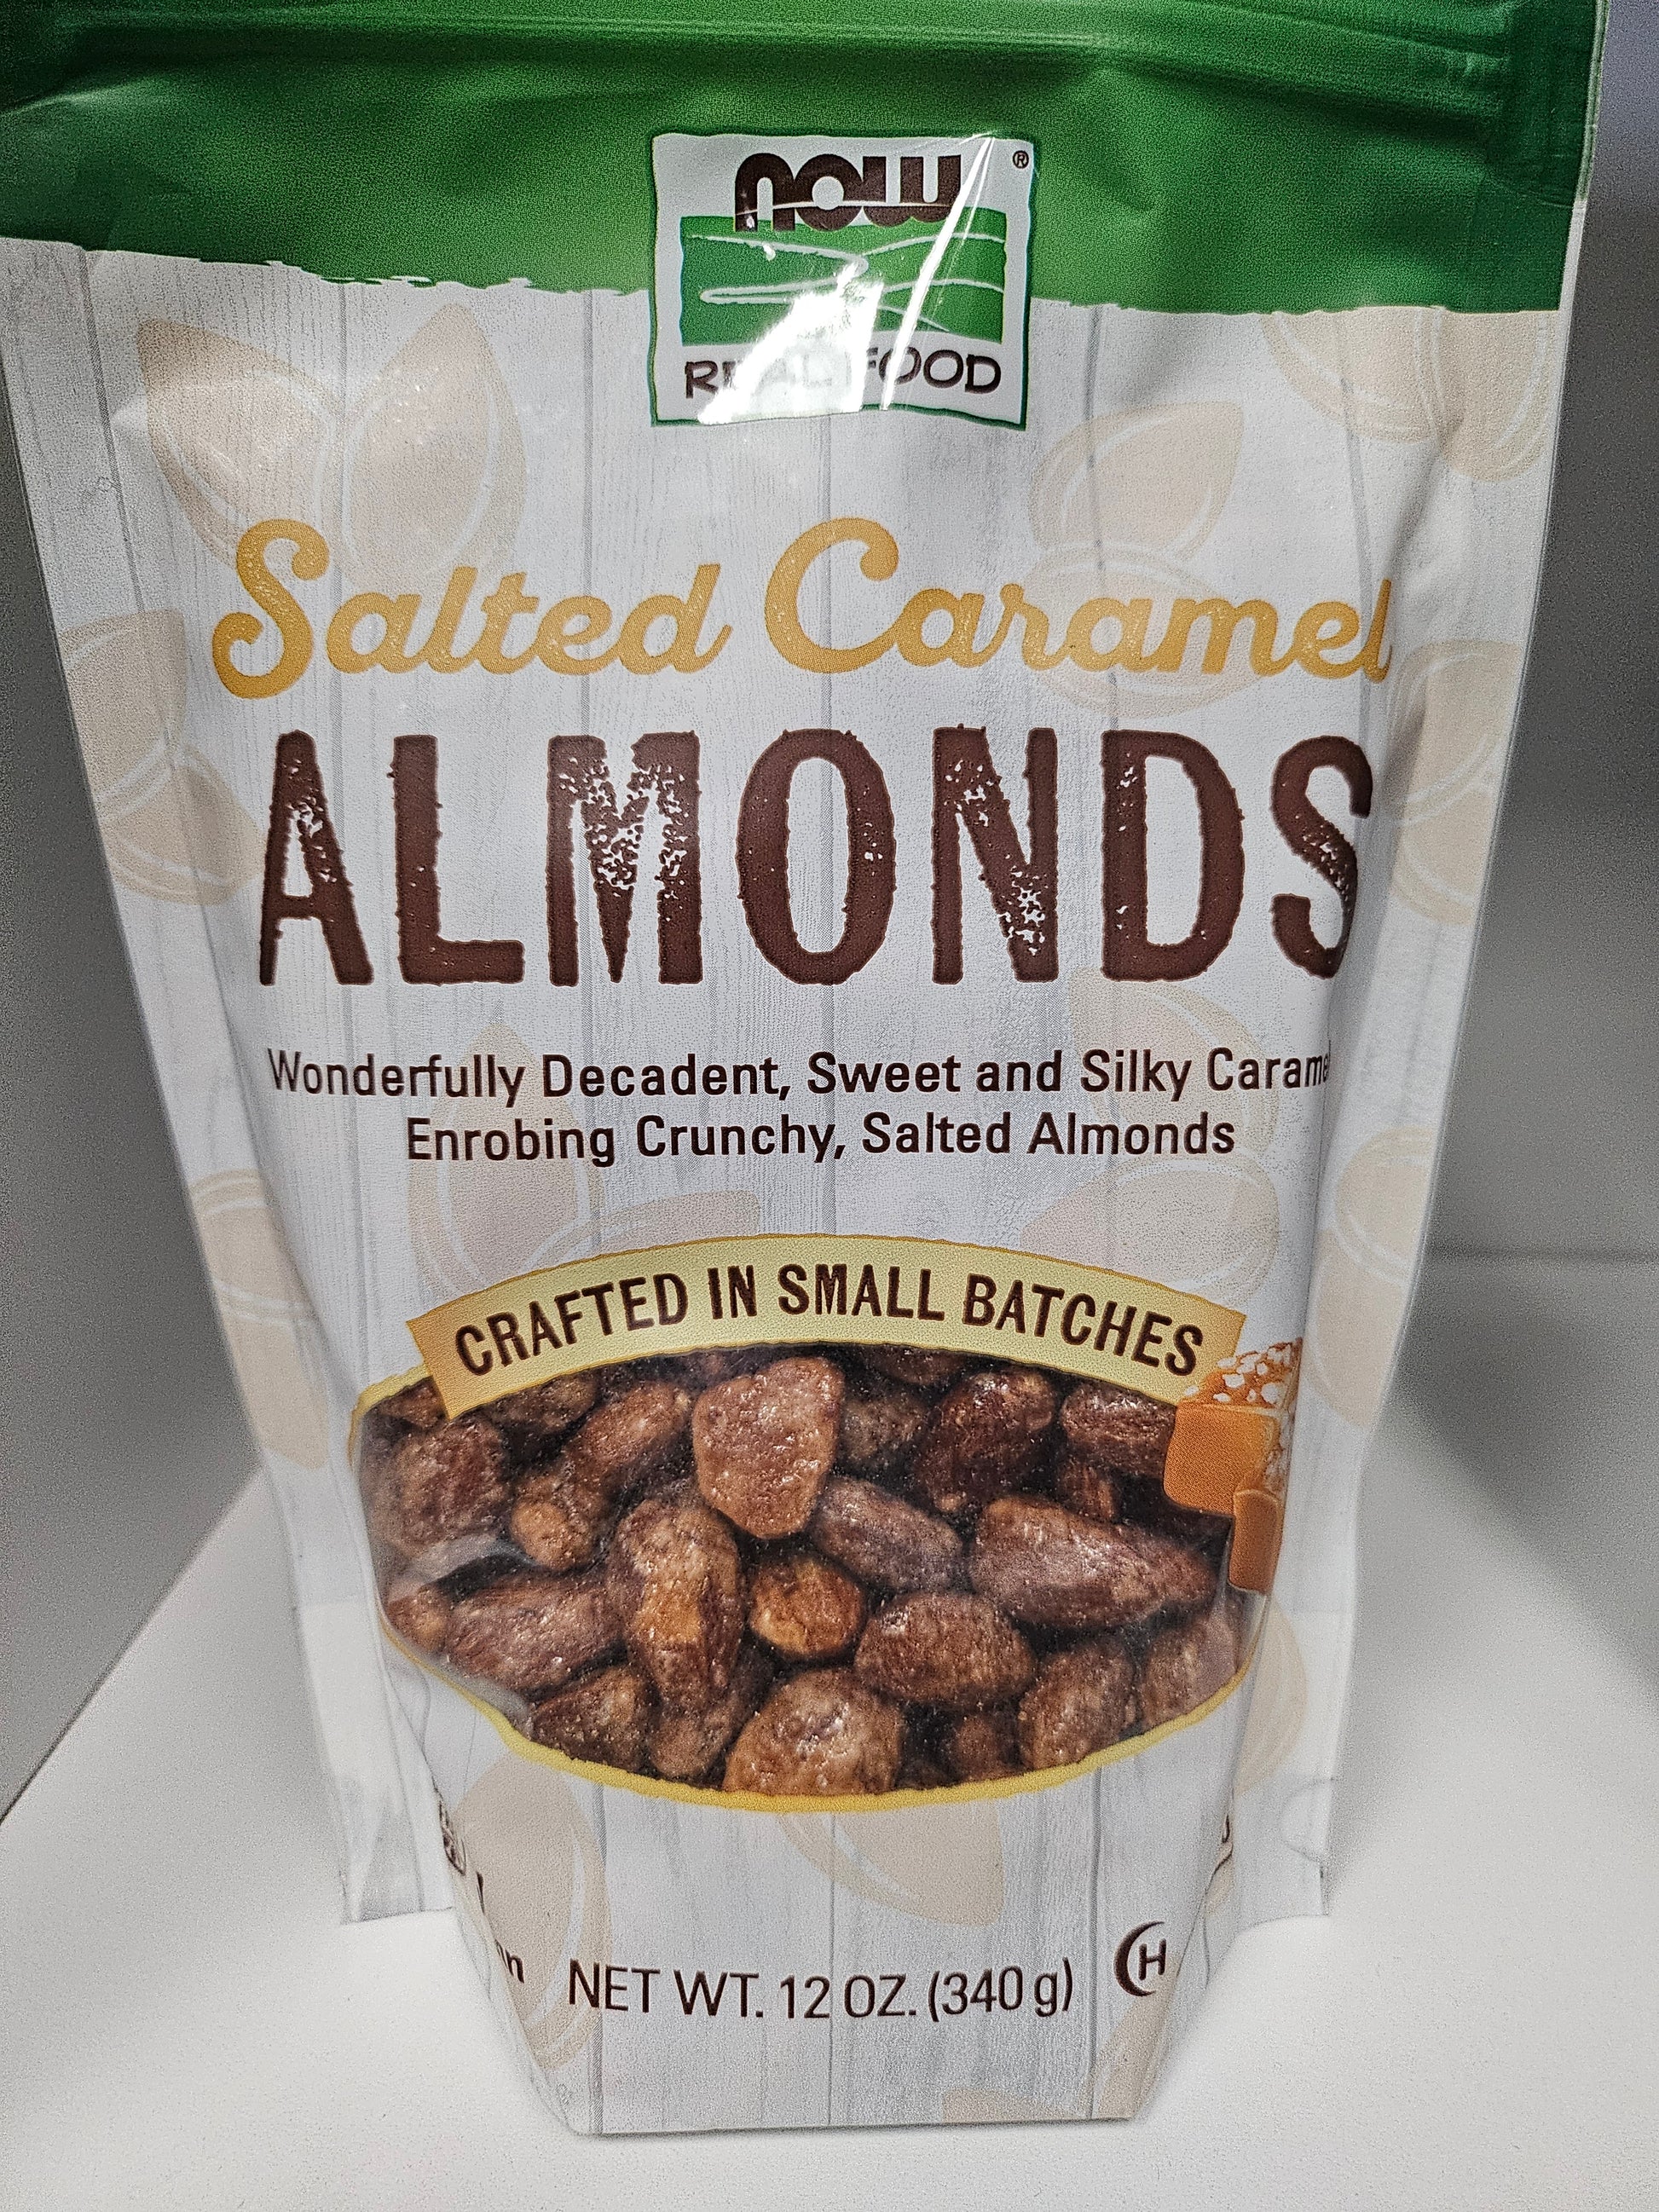 now®
REAL FOOD
Salted Caramel
ALMONDS
Wonderfully Decadent, Sweet and Silky Caramel
Enrobing Crunchy, Salted Almonds
CRAFTED IN SMALL BATCHES
NET WT. 12 OZ. (340 g)
H